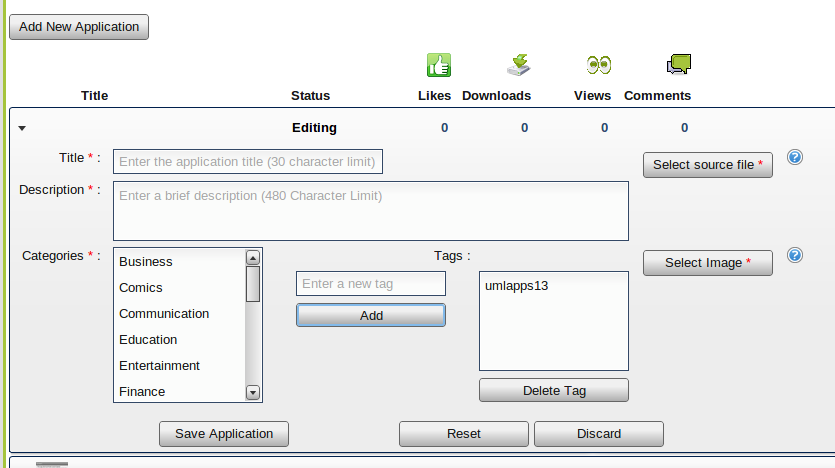 Add New Application
Title Status Likes Downloads Views Comments
Editing 0 0 0 0
Title * : Enter the application title (30 character limit) Select source file * ?
Description * : Enter a brief description (480 Character Limit)
Categories * : Tags : Select Image * ?
Business
Comics
Communication
Education
Entertainment
Finance
Enter a new tag
Add
umlapps13
Delete Tag
Save Application Reset Discard